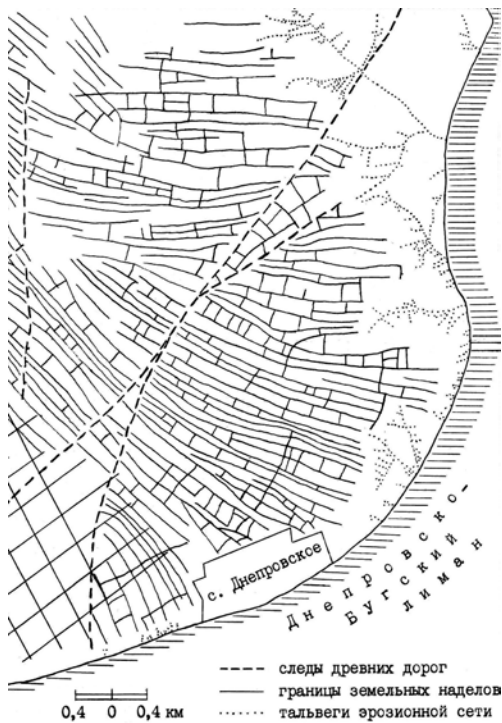 с. Днепровское
Днепровско-
Бугский
лиман
следы древних дорог
границы земельных наделов
тальвеги эрозионной сети
0,4 0 0,4 км